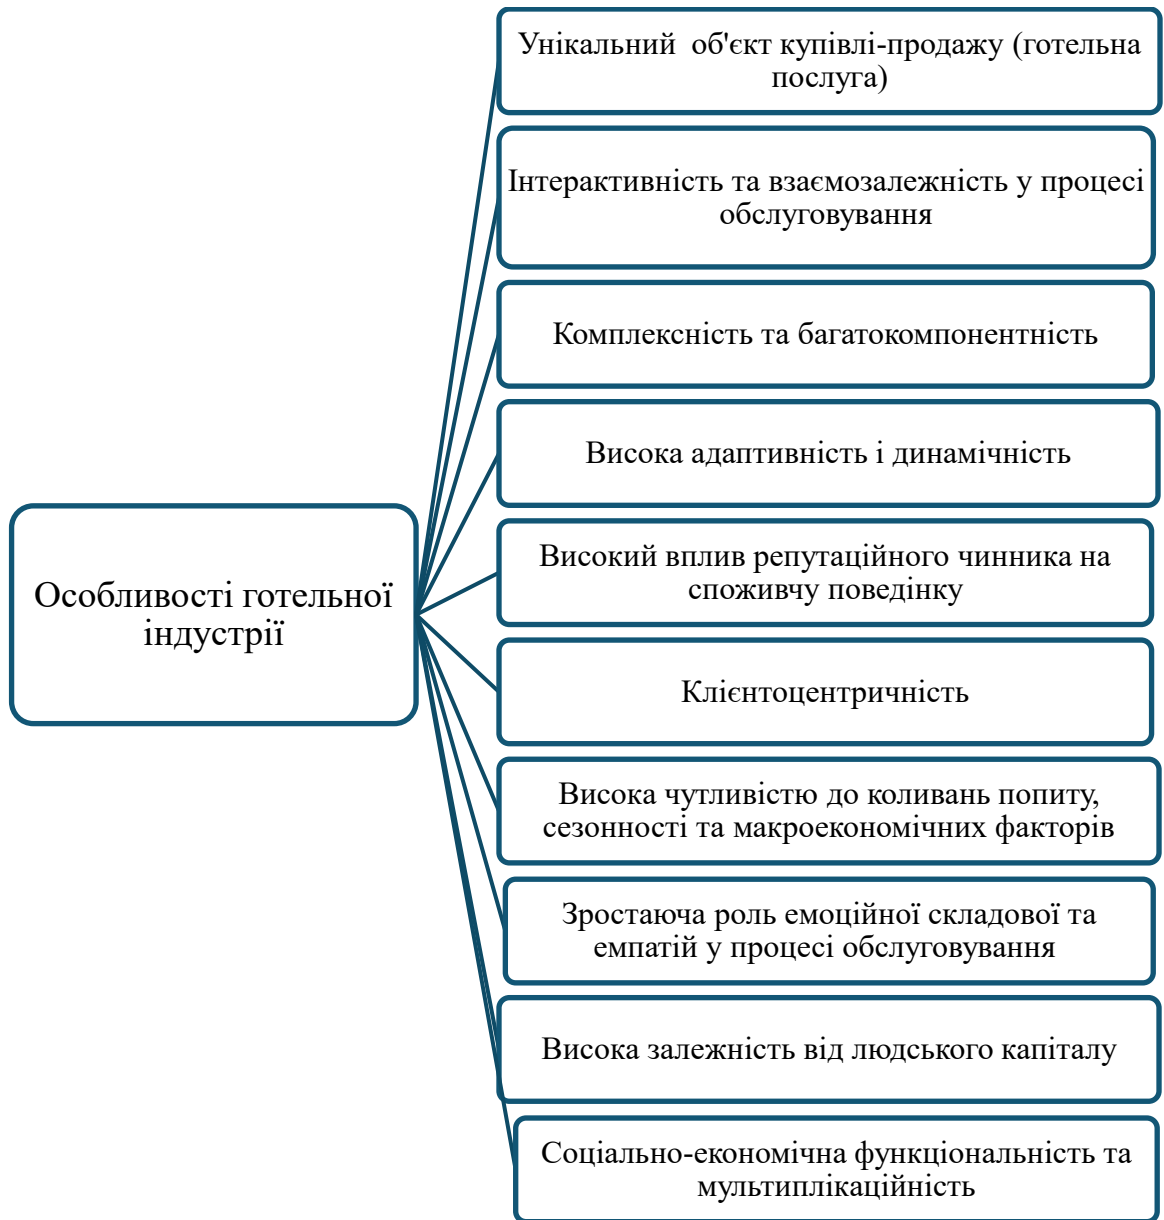 Унікальний об'єкт купівлі-продажу (готельна
послуга)
Інтерактивність та взаємозалежність у процесі
обслуговування
Комплексність та багатокомпонентність
Висока адаптивність і динамічність
Високий вплив репутаційного чинника на
споживчу поведінку
Особливості готельної
індустрії
Клієнтоцентричність
Висока чутливістю до коливань попиту,
сезонності та макроекономічних факторів
Зростаюча роль емоційної складової та
емпатій у процесі обслуговування
Висока залежність від людського капіталу
Соціально-економічна функціональність та
мультиплікаційність